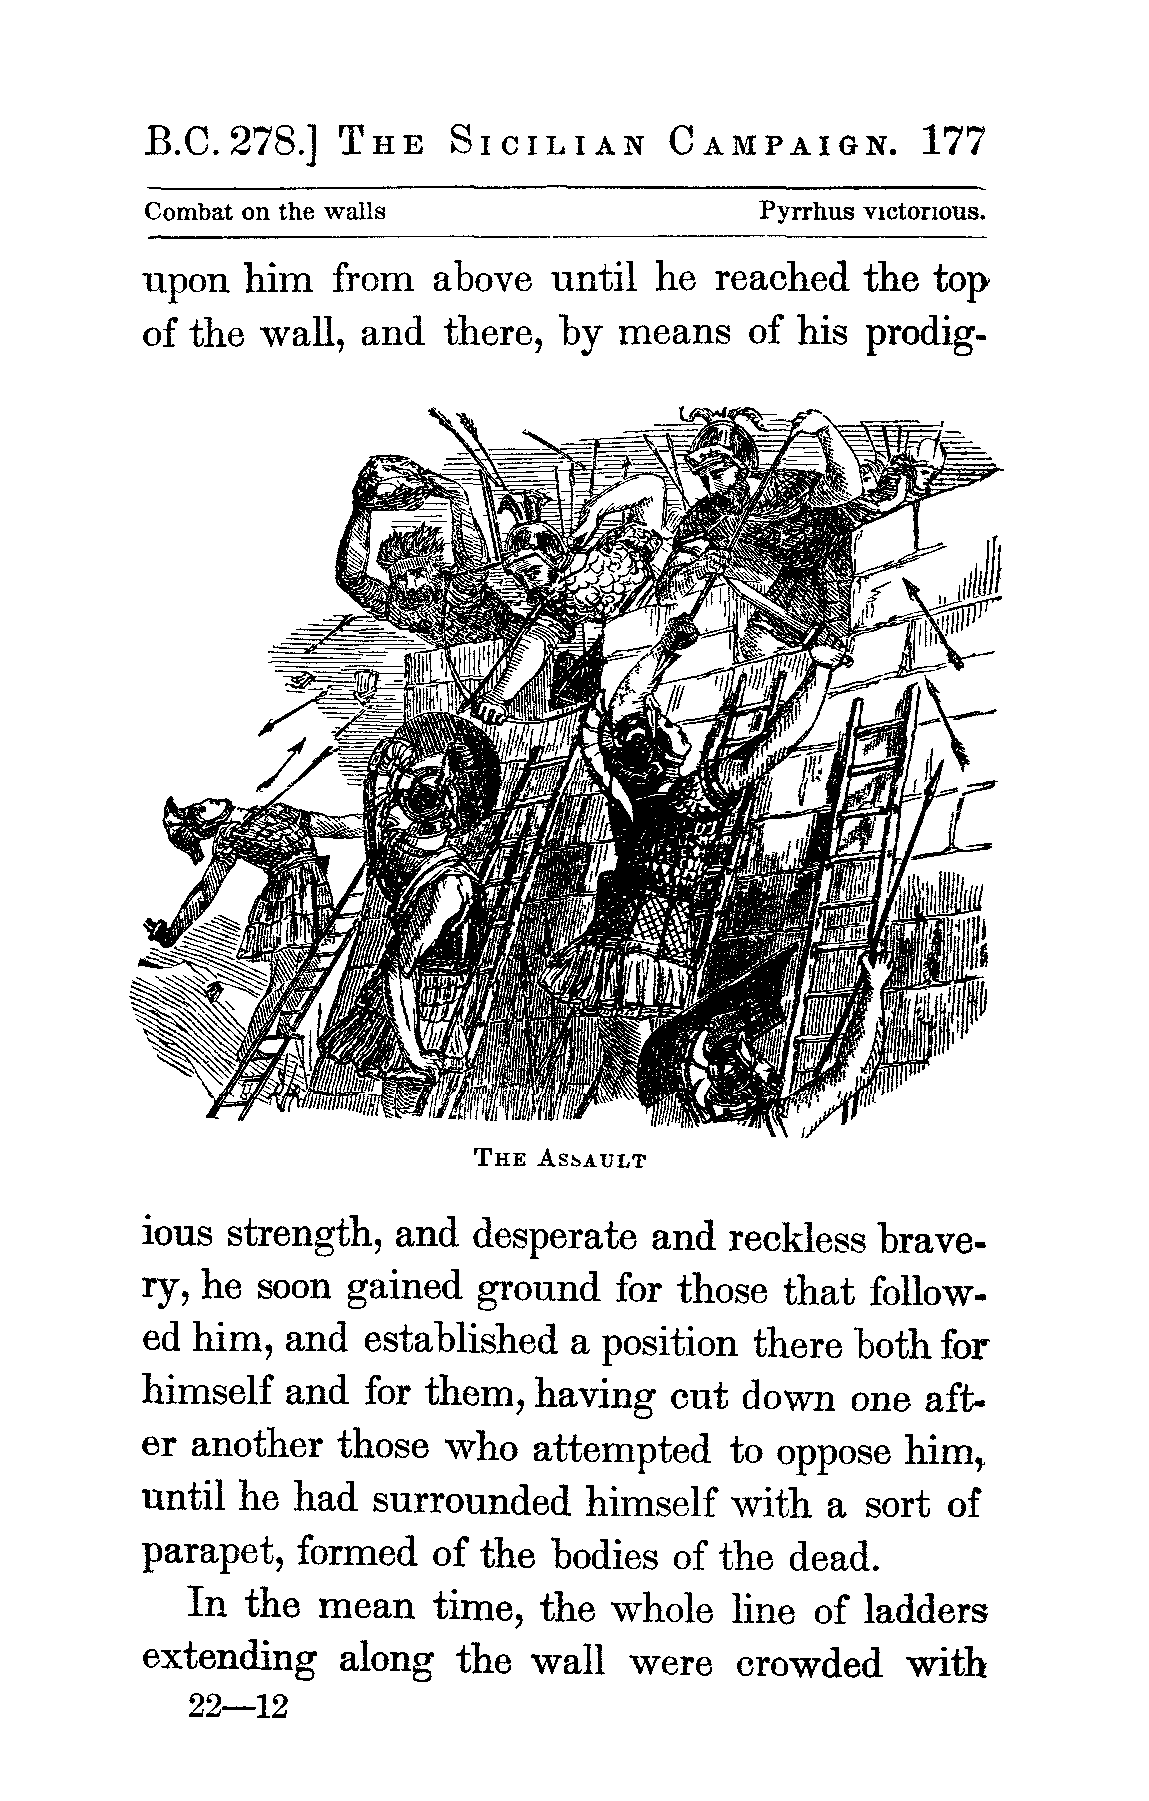 B.C. 278.] THE SICILIAN CAMPAIGN. 177
Combat on the walls Pyrrhus victorious.
upon him from above until he reached the top
of the wall, and there, by means of his prodig-
THE ASSAULT
ious strength, and desperate and reckless brave-
ry, he soon gained ground for those that follow-
ed him, and established a position there both for
himself and for them, having cut down one aft-
er another those who attempted to oppose him,
until he had surrounded himself with a sort of
parapet, formed of the bodies of the dead.
In the mean time, the whole line of ladders
extending along the wall were crowded with
22—12